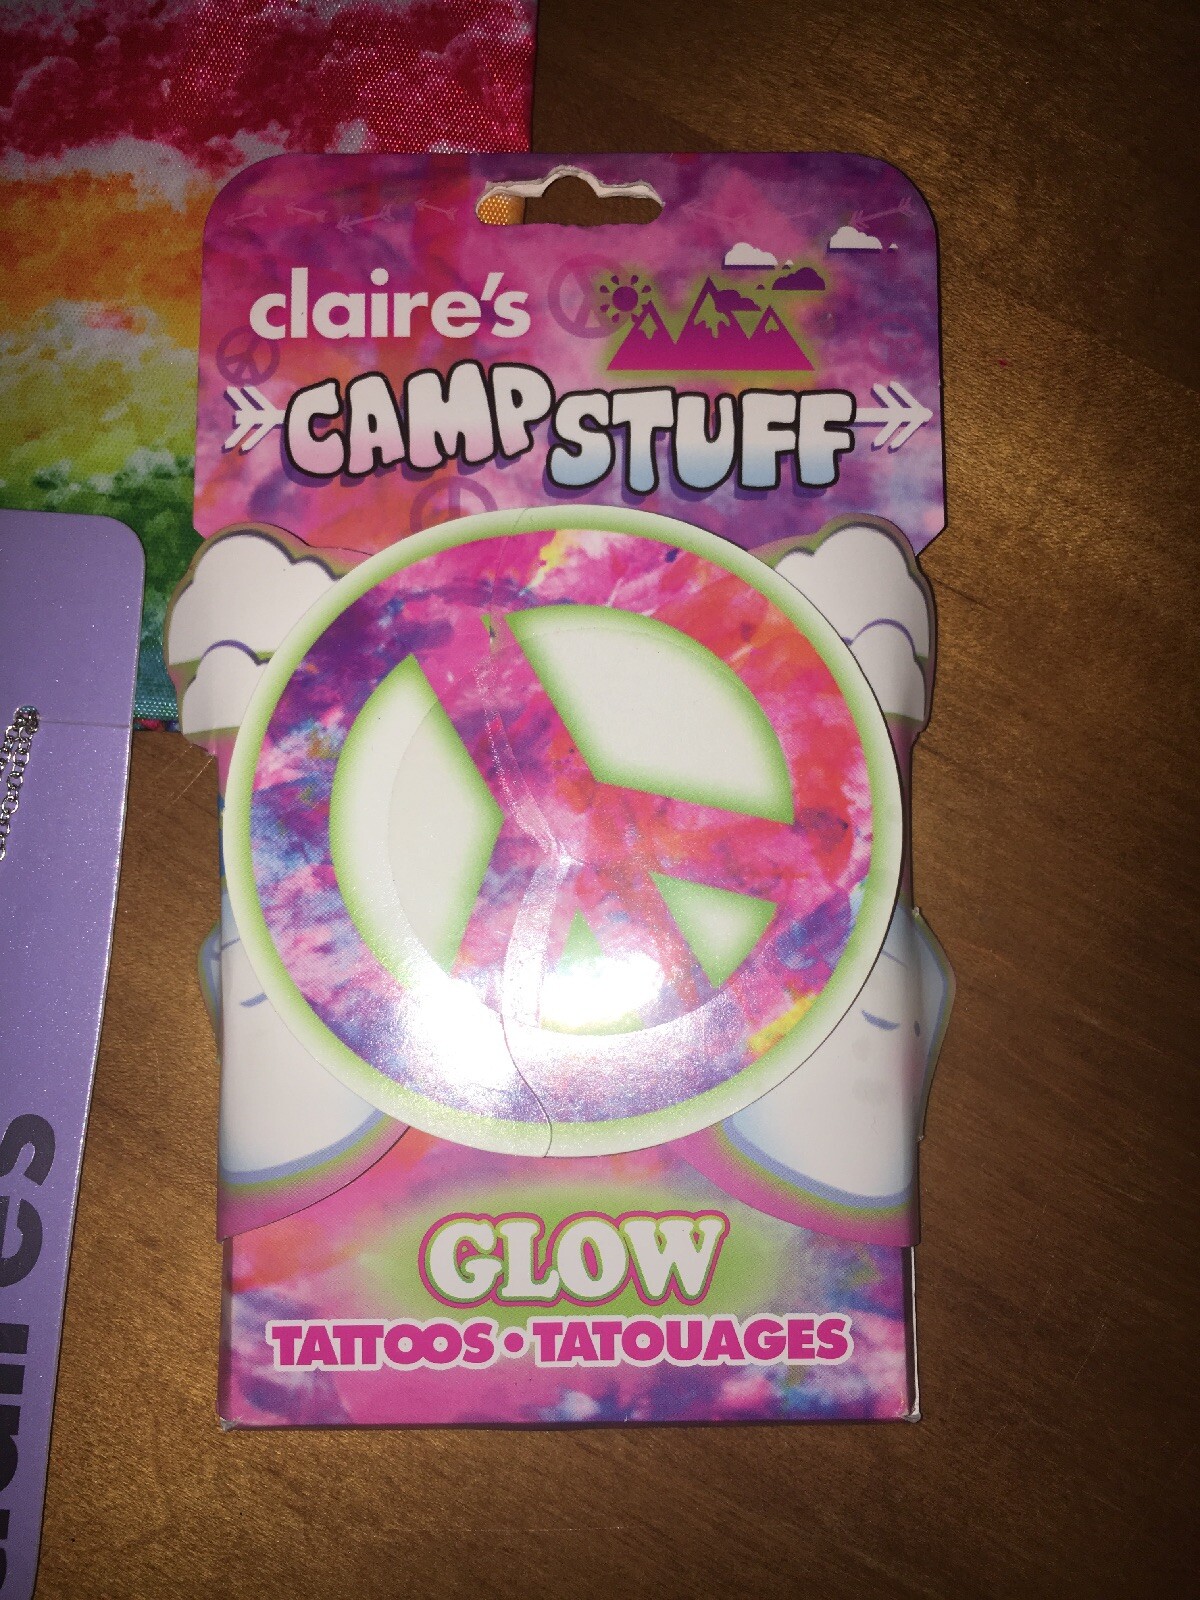 claire's
CAMP STUFF
GLOW
TATTOOS • TATOUAGES